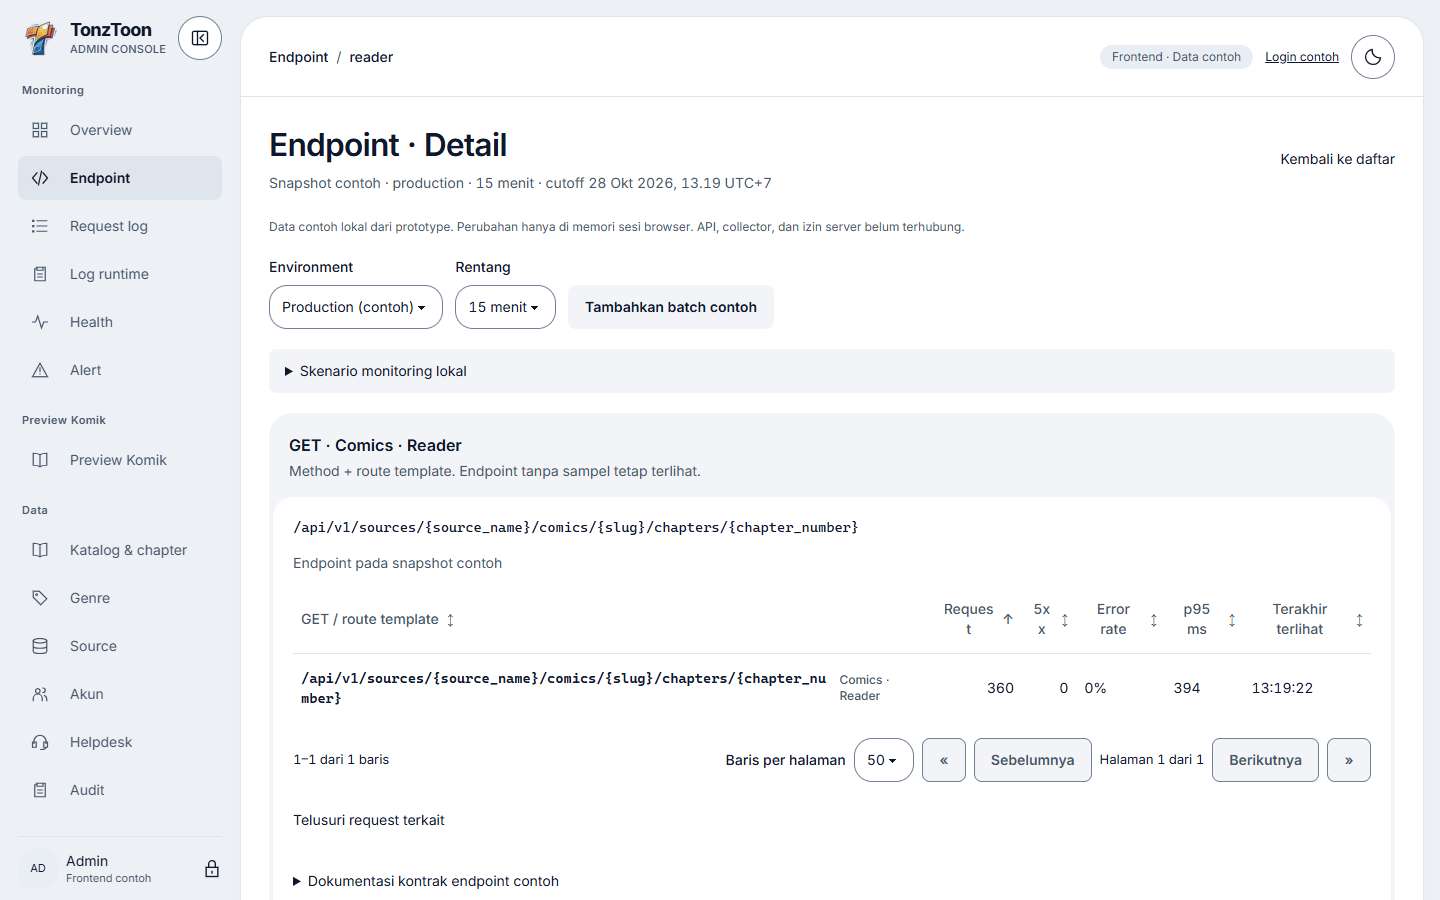 TonzToon
ADMIN CONSOLE
Monitoring
Overview
Endpoint
Request log
Log runtime
Health
Alert
Preview Komik
Preview Komik
Data
Katalog & chapter
Genre
Source
Akun
Helpdesk
Audit
AD
Admin
Frontend contoh
Endpoint / reader
Frontend · Data contoh
Login contoh
Endpoint · Detail
Kembali ke daftar
Snapshot contoh · production · 15 menit · cutoff 28 Okt 2026, 13.19 UTC+7
Data contoh lokal dari prototype. Perubahan hanya di memori sesi browser. API, collector, dan izin server belum terhubung.
Environment
Rentang
Production (contoh)
15 menit
Tambahkan batch contoh
Skenario monitoring lokal
GET · Comics · Reader
Method + route template. Endpoint tanpa sampel tetap terlihat.
/api/v1/sources/{source_name}/comics/{slug}/chapters/{chapter_number}
Endpoint pada snapshot contoh
GET / route template
Reques
t
5x
x
Error
rate
p95
ms
Terakhir
terlihat
/api/v1/sources/{source_name}/comics/{slug}/chapters/{chapter_nu
mber}
Comics ·
Reader
360
0
0%
394
13:19:22
1–1 dari 1 baris
Baris per halaman
50
«
Sebelumnya
Halaman 1 dari 1
Berikutnya
»
Telusuri request terkait
Dokumentasi kontrak endpoint contoh